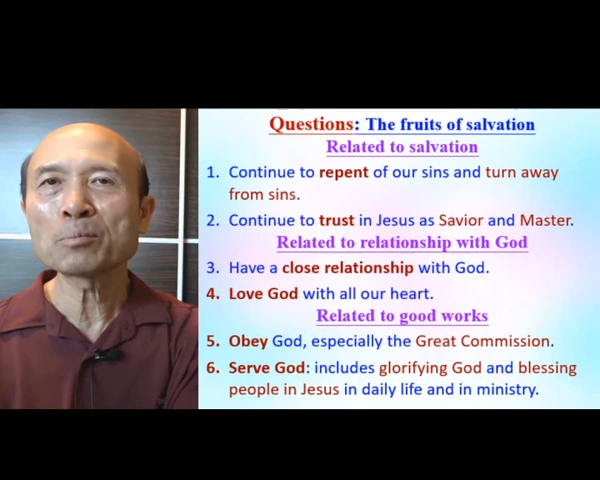 Questions: The fruits of salvation
Related to salvation
1. Continue to repent of our sins and turn away
from sins.
2. Continue to trust in Jesus as Savior and Master.
Related to relationship with God
3. Have a close relationship with God.
4. Love God with all our heart.
Related to good works
5. Obey God, especially the Great Commission.
6. Serve God: includes glorifying God and blessing
people in Jesus in daily life and in ministry.